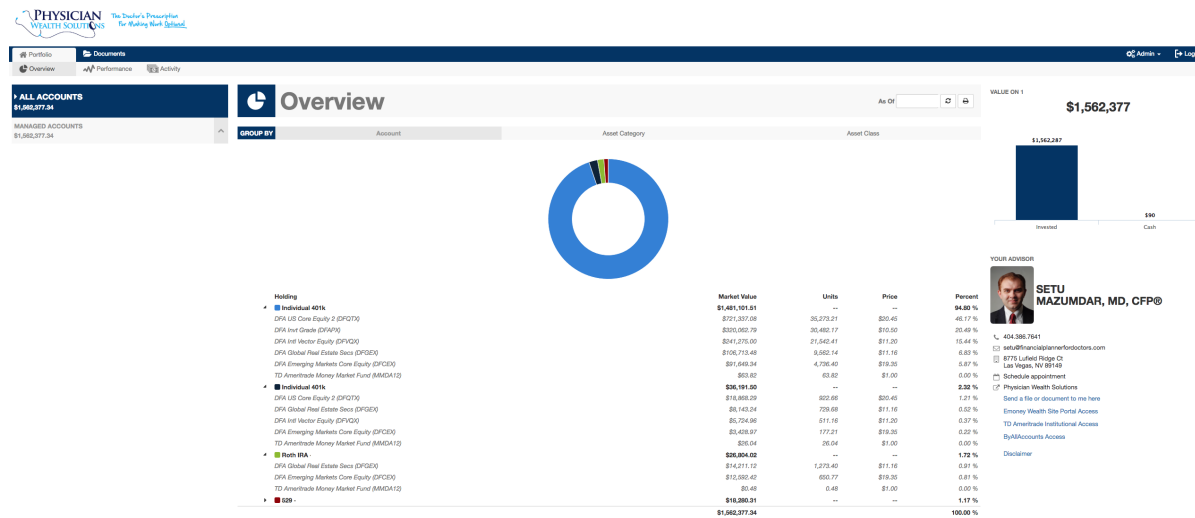 PHYSICIAN
WEALTH SOLUTIONS
The Doctor's Prescription
For Making Work Optional
Portfolio
Documents
Admin
Log
Overview
Performance
Activity
ALL ACCOUNTS
$1,562,377.34
MANAGED ACCOUNTS
$1,562,377.34
Overview
As Of
GROUP BY
Account
Asset Category
Asset Class
Holding Market Value Units Price Percent
Individual 401k $1,481,101.51 -- -- 94.80 %
DFA US Core Equity 2 (DFQTX) $721,337.08 35,273.21 $20.45 46.17 %
DFA Invt Grade (DFAPX) $320,062.79 30,482.17 $10.50 20.49 %
DFA Intl Vector Equity (DFVQX) $241,275.00 21,542.41 $11.20 15.44 %
DFA Global Real Estate Secs (DFGEX) $106,713.48 9,562.14 $11.16 6.83 %
DFA Emerging Markets Core Equity (DFCEX) $91,649.34 4,736.40 $19.35 5.87 %
TD Ameritrade Money Market Fund (MMDA12) $63.82 63.82 $1.00 0.00 %
Individual 401k $36,191.50 -- -- 2.32 %
DFA US Core Equity 2 (DFQTX) $18,868.29 922.66 $20.45 1.21 %
DFA Global Real Estate Secs (DFGEX) $8,143.24 729.68 $11.16 0.52 %
DFA Intl Vector Equity (DFVQX) $5,724.96 511.16 $11.20 0.37 %
DFA Emerging Markets Core Equity (DFCEX) $3,428.97 177.21 $19.35 0.22 %
TD Ameritrade Money Market Fund (MMDA12) $26.04 26.04 $1.00 0.00 %
Roth IRA - $26,804.02 -- -- 1.72 %
DFA Global Real Estate Secs (DFGEX) $14,211.12 1,273.40 $11.16 0.91 %
DFA Emerging Markets Core Equity (DFCEX) $12,592.42 650.77 $19.35 0.81 %
TD Ameritrade Money Market Fund (MMDA12) $0.48 0.48 $1.00 0.00 %
529 - $18,280.31 -- -- 1.17 %
$1,562,377.34 100.00 %
VALUE ON 1
$1,562,377
$1,562,287
$90
Invested
Cash
YOUR ADVISOR
SETU
MAZUMDAR, MD, CFP®
404.386.7641
setu@financialplannerfordoctors.com
6775 Lufield Ridge Ct
Las Vegas, NV 89149
Schedule appointment
Physician Wealth Solutions
Send a file or document to me here
Emoney Wealth Site Portal Access
TD Ameritrade Institutional Access
ByAllAccounts Access
Disclaimer